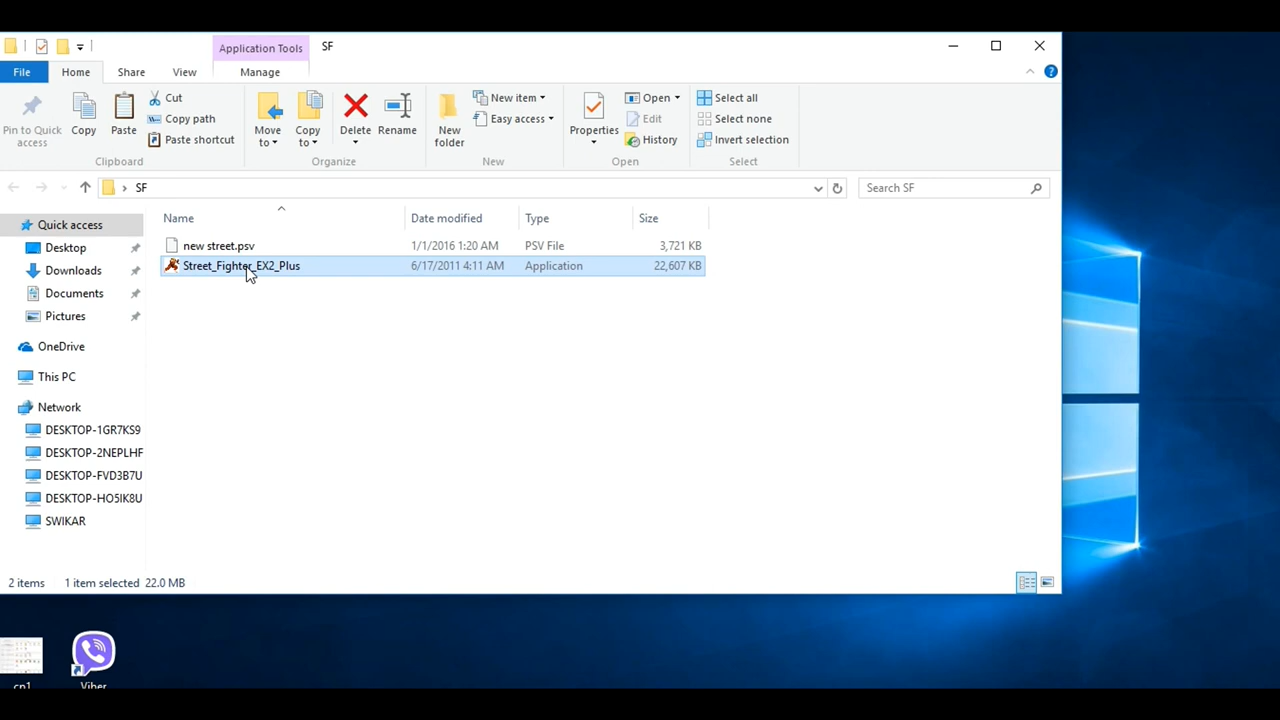 Application Tools SF
File Home Share View Manage
Pin to Quick access
Copy
Paste
Cut
Copy path
Paste shortcut
Clipboard
Move to
Copy to
Delete
Rename
Organize
New folder
New item
Easy access
New
Properties
Open
Edit
History
Open
Select all
Select none
Invert selection
Select
SF
Search SF
Name Date modified Type Size
new street.psv 1/1/2016 1:20 AM PSV File 3,721 KB
Street_Fighter_EX2_Plus 6/17/2011 4:11 AM Application 22,607 KB
Quick access
Desktop
Downloads
Documents
Pictures
OneDrive
This PC
Network
DESKTOP-1GR7KS9
DESKTOP-2NEPLHF
DESKTOP-FVD3B7U
DESKTOP-HO5IK8U
SWIKAR
2 items 1 item selected 22.0 MB
cn1 Viber